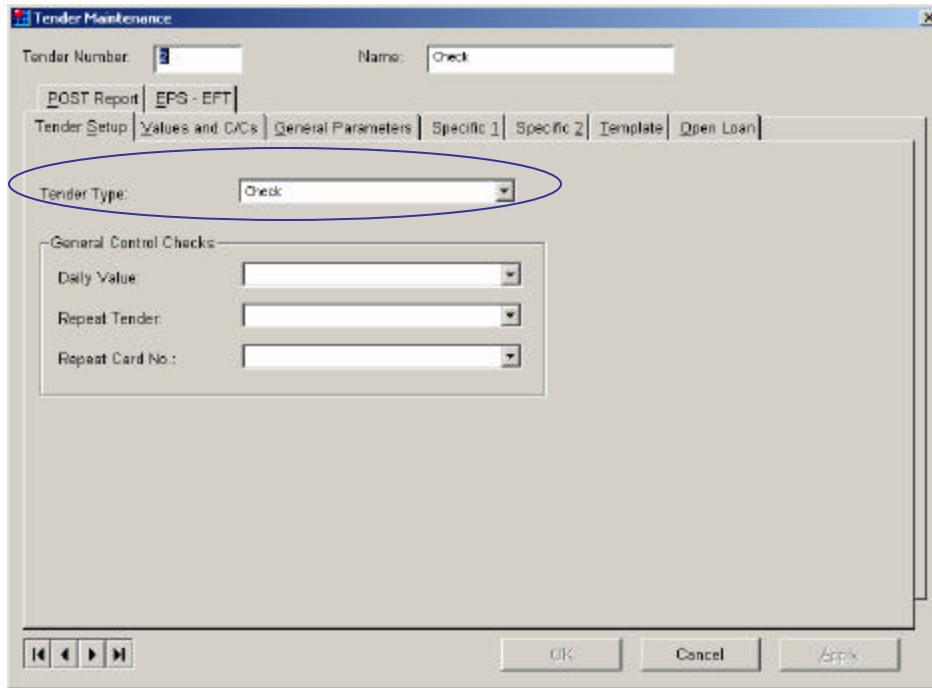 Tender Maintenance
Tender Number: 2 Name: Check
POST Report EPS - EFT
Tender Setup Values and C/Cs General Parameters Specific 1 Specific 2 Template Open Loan
Tender Type: Check
General Control Checks
Daily Value:
Repeat Tender:
Repeat Card No.:
OK Cancel Apply